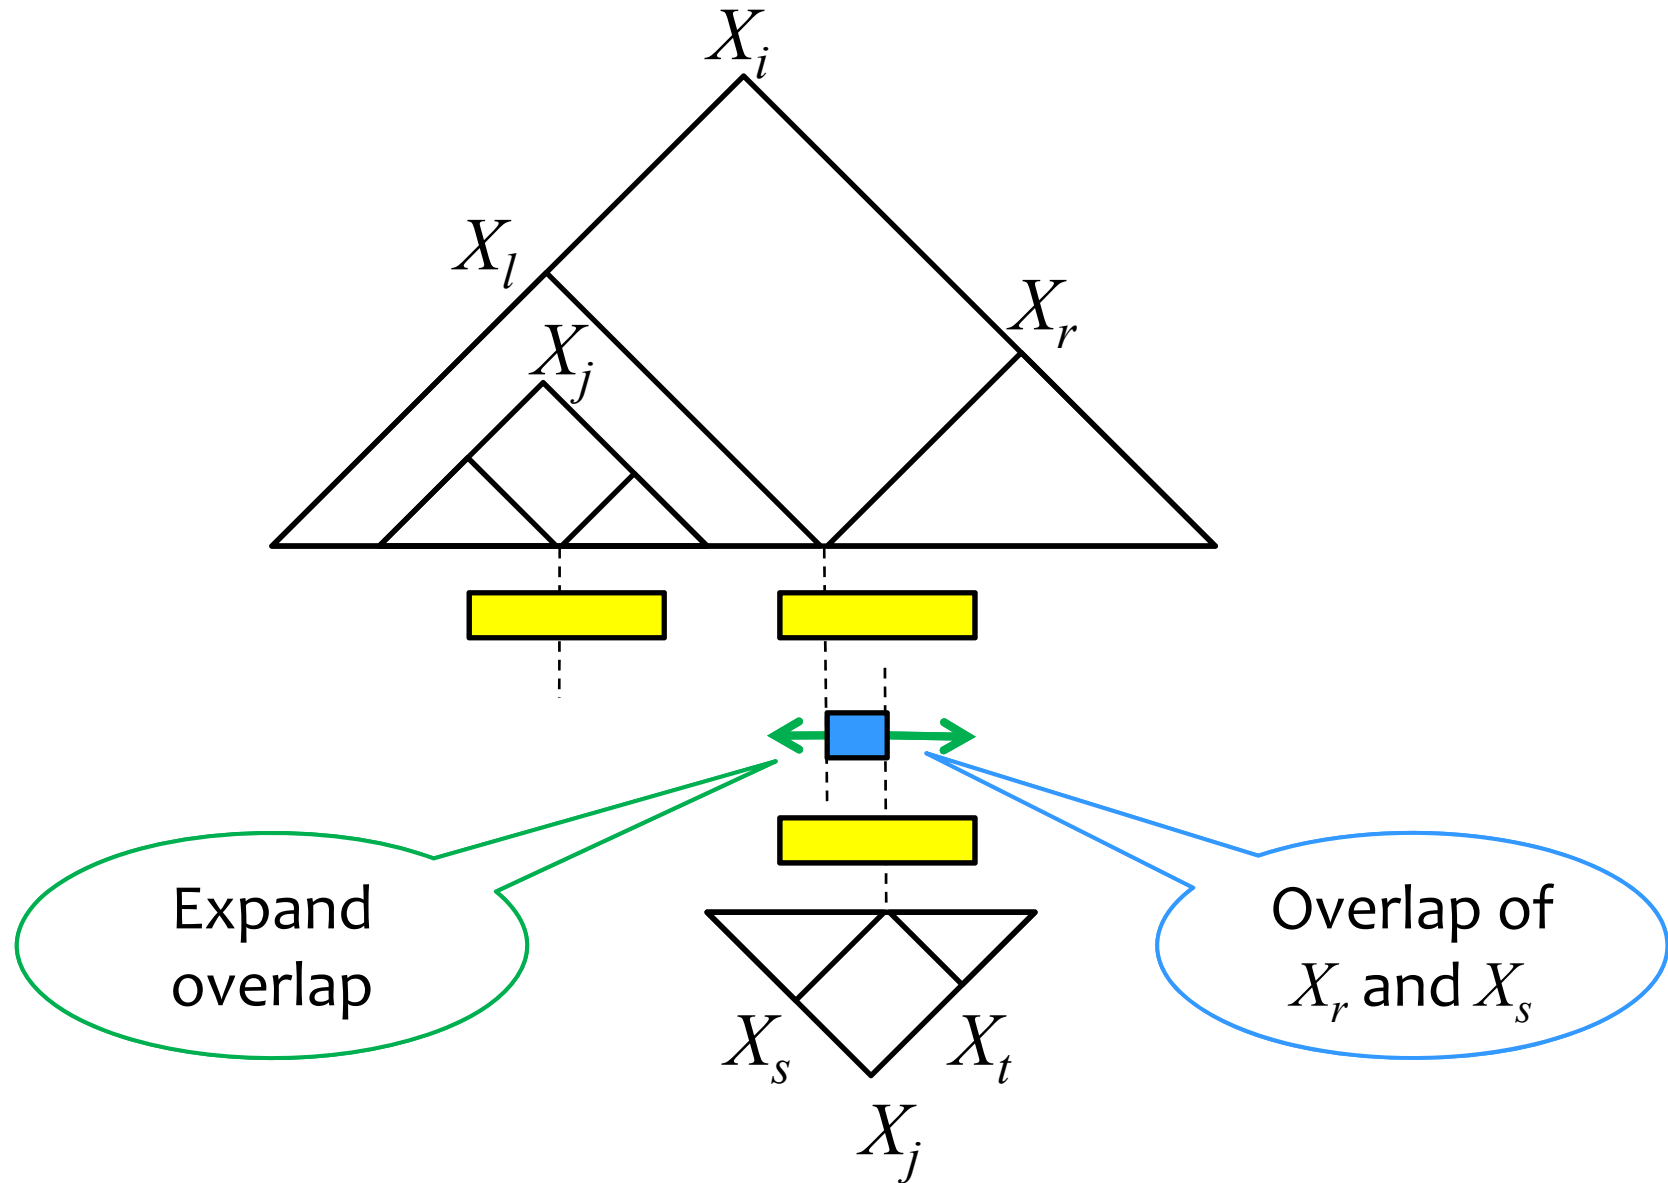 X_i
X_l
X_r
X_j
Expand
overlap
Overlap of
X_r and X_s
X_s
X_t
X_j